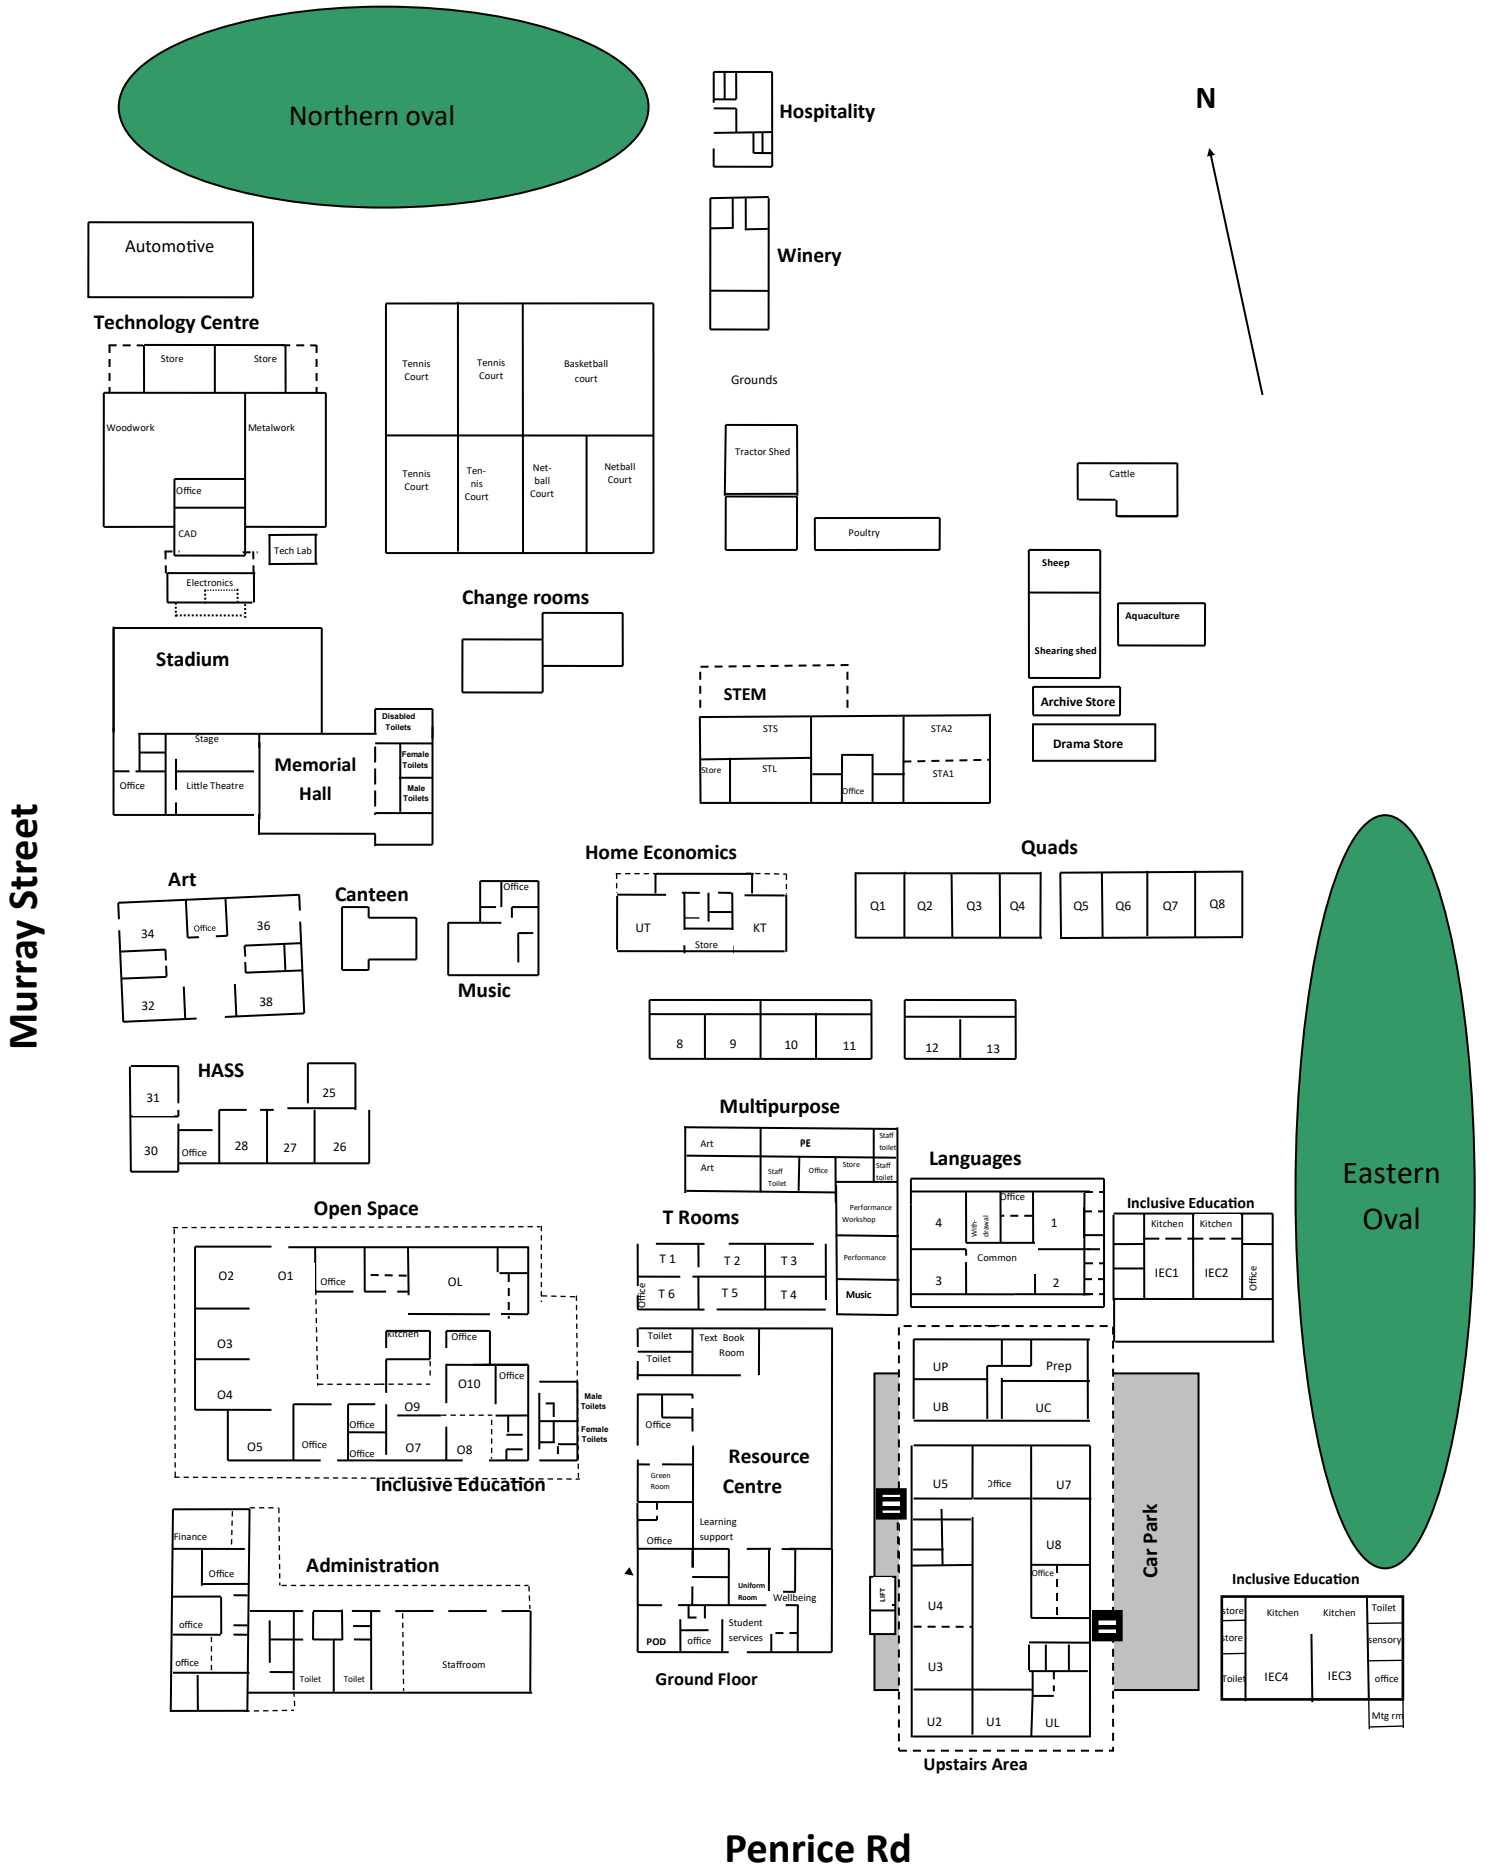 Northern oval
Hospitality
N
Winery
Automotive
Technology Centre
Store
Store
Woodwork
Metalwork
Office
CAD
Tech Lab
Electronics
Tennis
Court
Tennis
Court
Basketball
court
Tennis
Court
Ten-
nis
Court
Net-
ball
Court
Netball
Court
Grounds
Tractor Shed
Poultry
Cattle
Sheep
Shearing shed
Aquaculture
Archive Store
Drama Store
Change rooms
Stadium
Stage
Office
Little Theatre
Memorial
Hall
Disabled
Toilets
Female
Toilets
Male
Toilets
STEM
STS
STA2
Store
STL
Office
STA1
Murray Street
Art
34
Office
36
32
38
Canteen
Office
Music
Home Economics
UT
KT
Store
Quads
Q1
Q2
Q3
Q4
Q5
Q6
Q7
Q8
8
9
10
11
12
13
HASS
31
25
30
Office
28
27
26
Multipurpose
Art
PE
Staff
toilet
Art
Staff
Toilet
Office
Store
Staff
toilet
Performance
Workshop
Performance
Music
Languages
4
With-
drawal
Office
1
Common
3
2
Inclusive Education
Kitchen
Kitchen
IEC1
IEC2
Office
Eastern
Oval
Open Space
O2
O1
Office
OL
O3
kitchen
Office
O4
O10
Office
O9
O5
Office
Office
Office
O7
O8
Male
Toilets
Female
Toilets
Inclusive Education
T Rooms
T 1
T 2
T 3
Office
T 6
T 5
T 4
Toilet
Toilet
Text Book
Room
Office
Resource
Centre
Green
Room
Office
Learning
support
Uniform
Room
Wellbeing
POD
office
Student
services
Ground Floor
UP
Prep
UB
UC
U5
Office
U7
U8
Office
LIFT
U4
U3
U2
U1
UL
Upstairs Area
Car Park
Administration
Finance
Office
office
office
Toilet
Toilet
Staffroom
Inclusive Education
store
Kitchen
Kitchen
Toilet
store
sensory
Toilet
IEC4
IEC3
office
Mtg rm
Penrice Rd